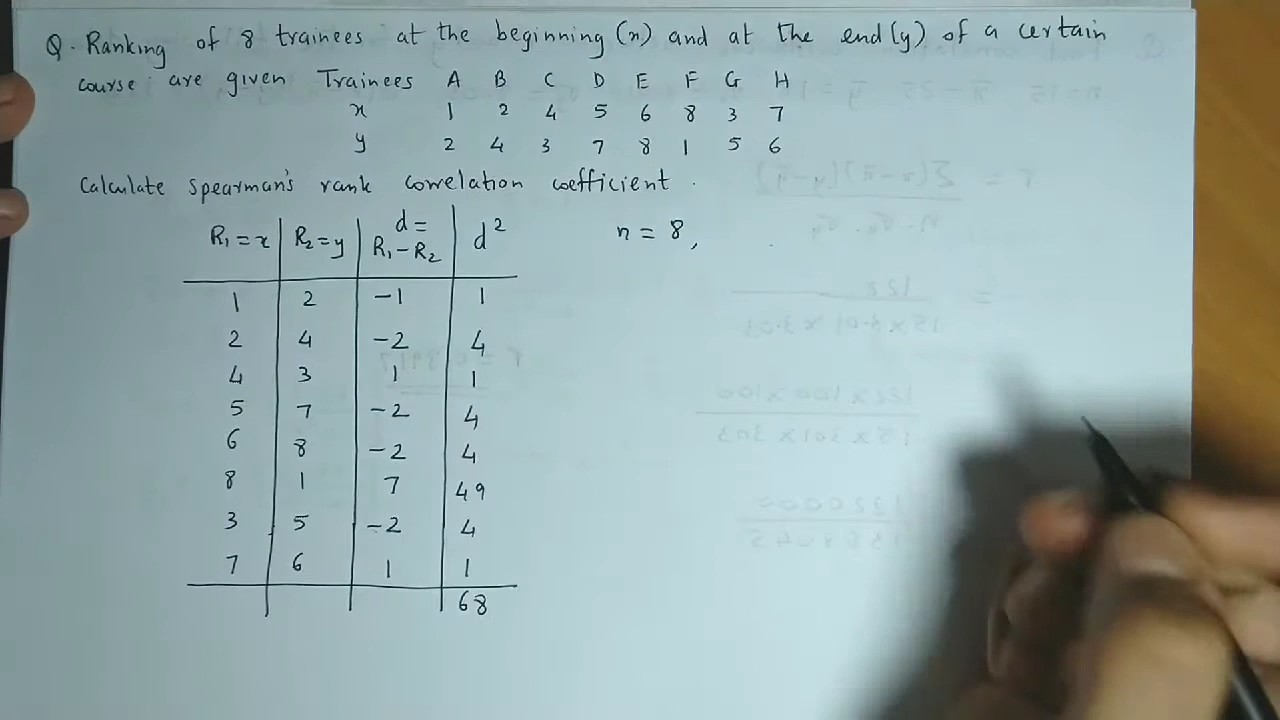 Q. Ranking of 8 trainees at the beginning (x) and at the end (y) of a certain
course are given Trainees A B C D E F G H
x 1 2 4 5 6 8 3 7
y 2 4 3 7 8 1 5 6
Calculate Spearman's rank correlation coefficient.
R₁ = x R₂ = y d = R₁ - R₂ d² n = 8,
1 2 -1 1
2 4 -2 4
4 3 1 1
5 7 -2 4
6 8 -2 4
8 1 7 49
3 5 -2 4
7 6 1 1
68